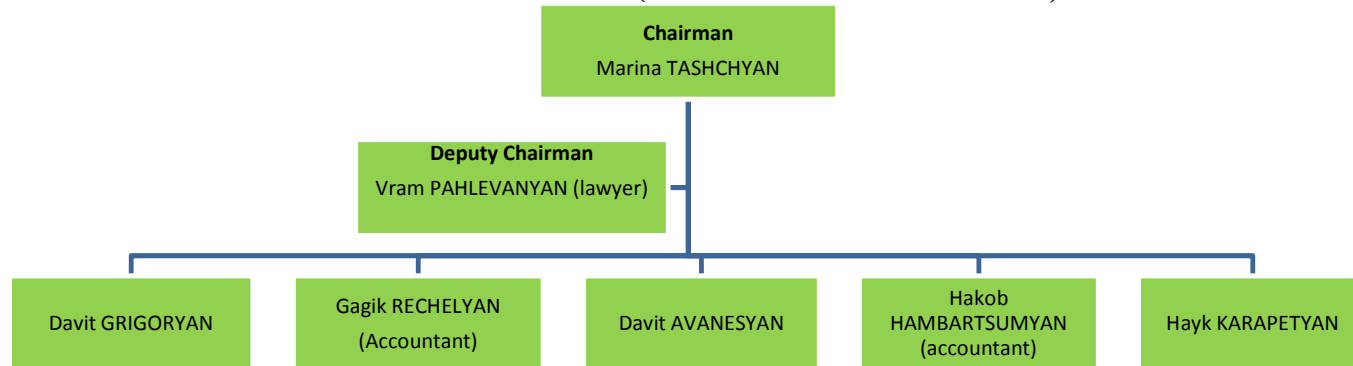 Chairman
Marina TASHCHYAN
Deputy Chairman
Vram PAHLEVANYAN (lawyer)
Davit GRIGORYAN
Gagik RECHELYAN
(Accountant)
Davit AVANESYAN
Hakob
HAMBARTSUMYAN
(accountant)
Hayk KARAPETYAN